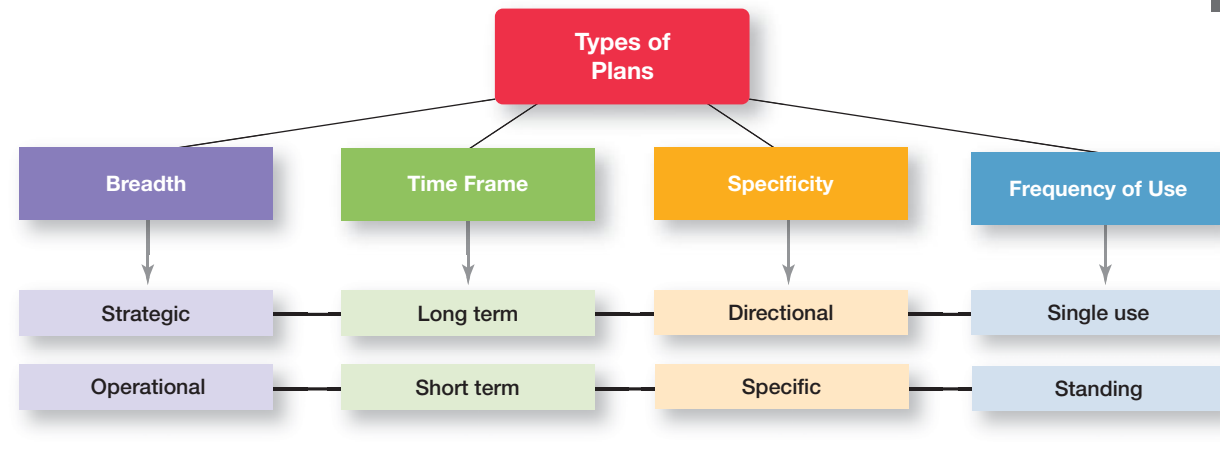 Types of
Plans
Breadth
Time Frame
Specificity
Frequency of Use
Strategic
Long term
Directional
Single use
Operational
Short term
Specific
Standing